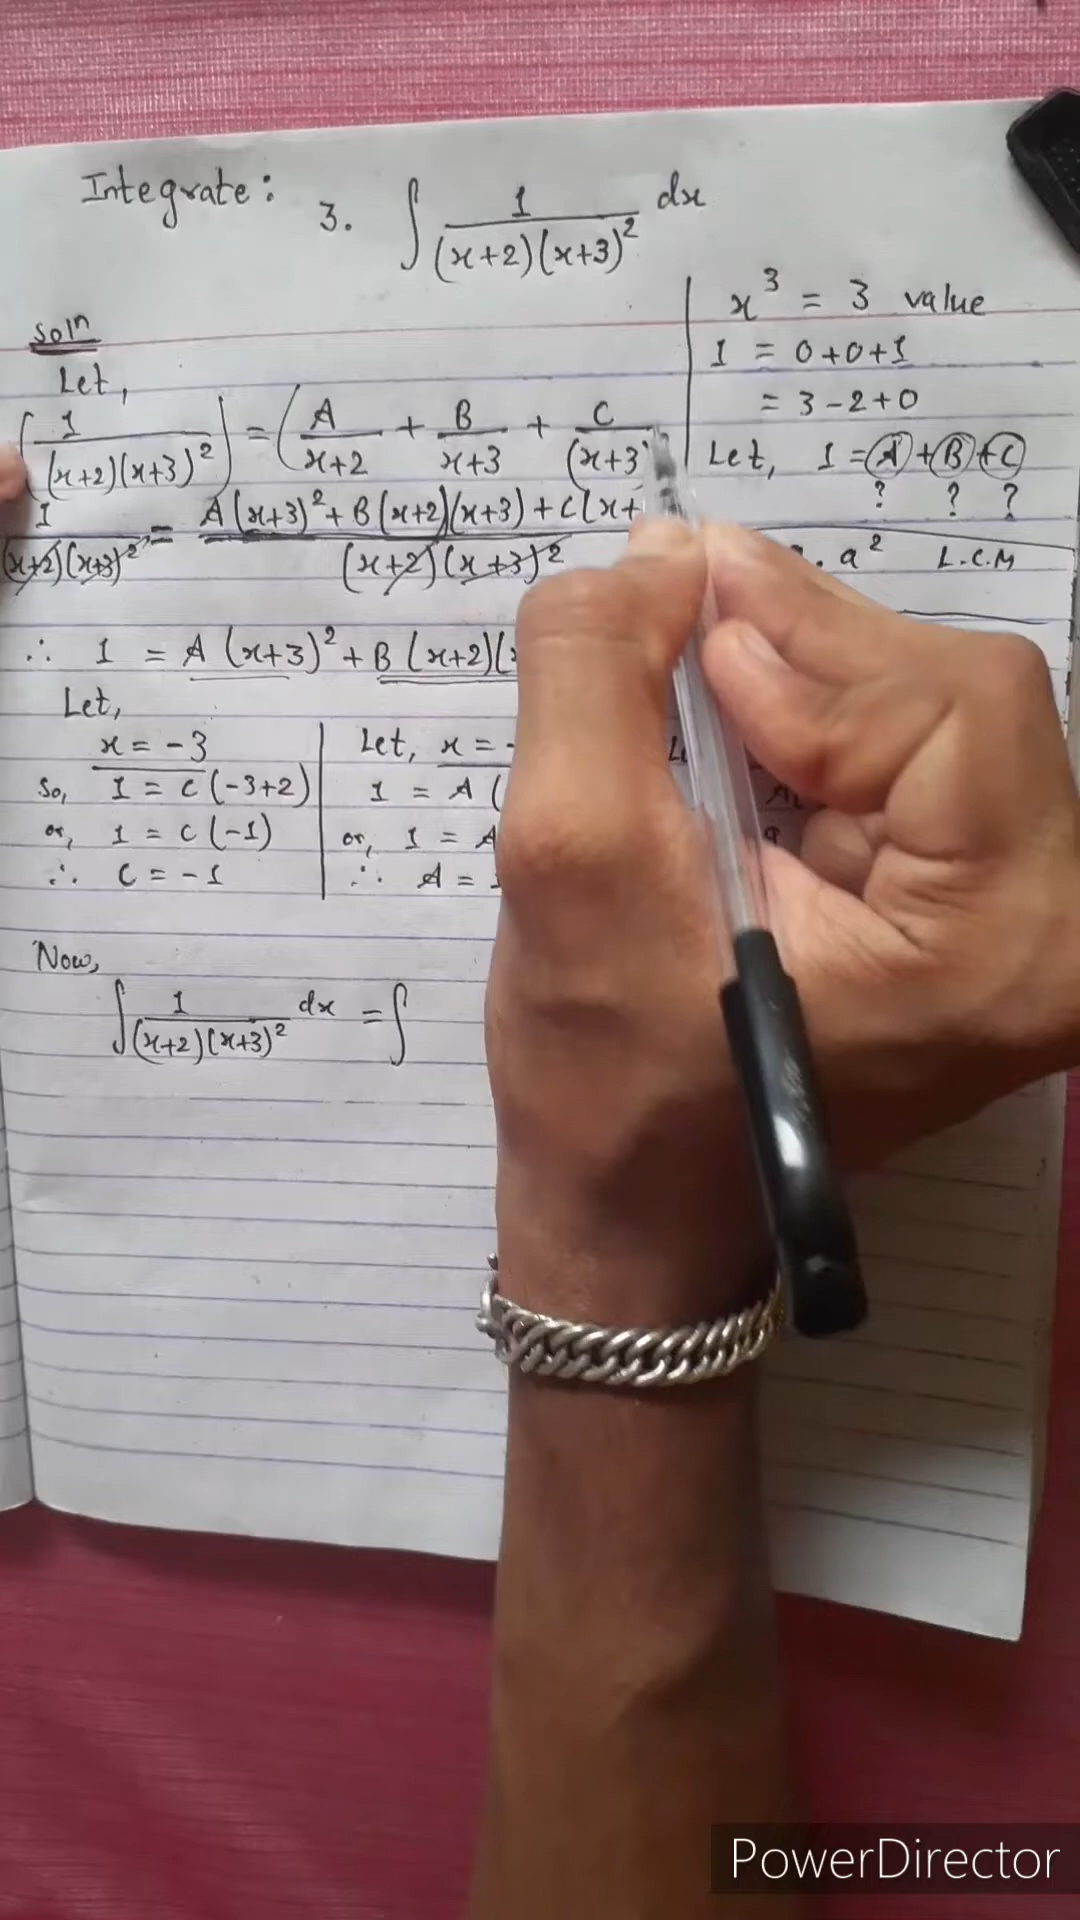 Integrate: 3. ∫ 1/((x+2)(x+3)²) dx
Solⁿ
Let,
(1/((x+2)(x+3)²)) = (A/(x+2) + B/(x+3) + C/(x+3)
1/((x+2)(x+3)²) = A(x+3)² + B(x+2)(x+3) + C(x+ / (x+2)(x+3)²
∴ 1 = A(x+3)² + B(x+2)(
Let,
x = -3
So, 1 = C(-3+2)
or, 1 = C(-1)
∴ C = -1
Let, x = -
1 = A(
or, 1 = A
∴ A =
x³ = 3 value
1 = 0+0+1
= 3-2+0
Let, 1 = A+B+C
? ? ?
a² L.C.M
Now,
∫ 1/((x+2)(x+3)²) dx = ∫
PowerDirector